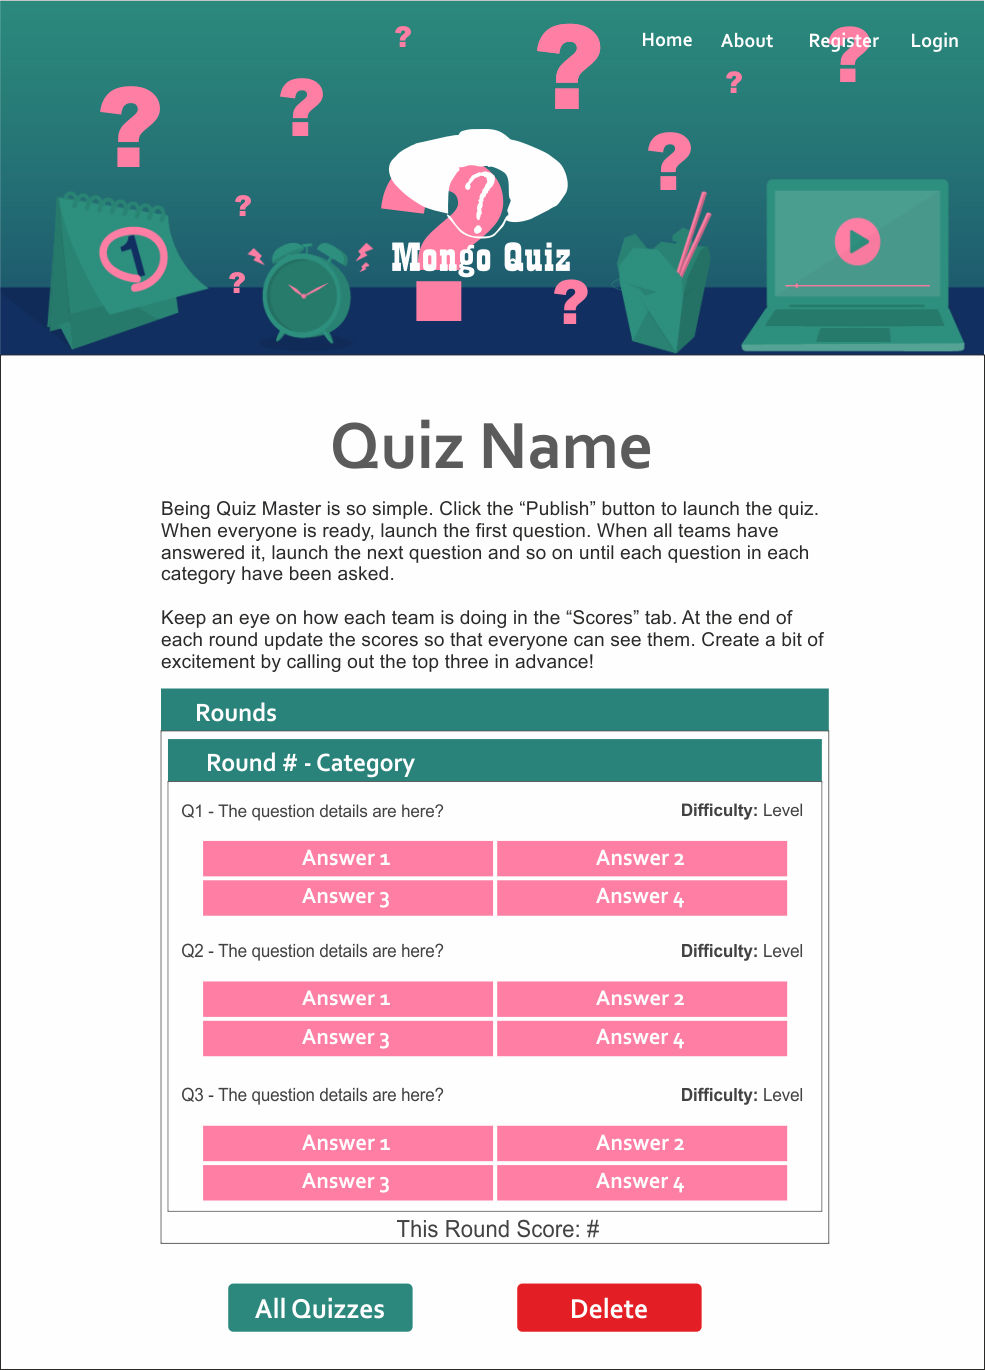 Home About Register Login
1
Mongo Quiz
Quiz Name
Being Quiz Master is so simple. Click the “Publish” button to launch the quiz.
When everyone is ready, launch the first question. When all teams have
answered it, launch the next question and so on until each question in each
category have been asked.
Keep an eye on how each team is doing in the “Scores” tab. At the end of
each round update the scores so that everyone can see them. Create a bit of
excitement by calling out the top three in advance!
Rounds
Round # - Category
Q1 - The question details are here? Difficulty: Level
Answer 1 Answer 2
Answer 3 Answer 4
Q2 - The question details are here? Difficulty: Level
Answer 1 Answer 2
Answer 3 Answer 4
Q3 - The question details are here? Difficulty: Level
Answer 1 Answer 2
Answer 3 Answer 4
This Round Score: #
All Quizzes Delete